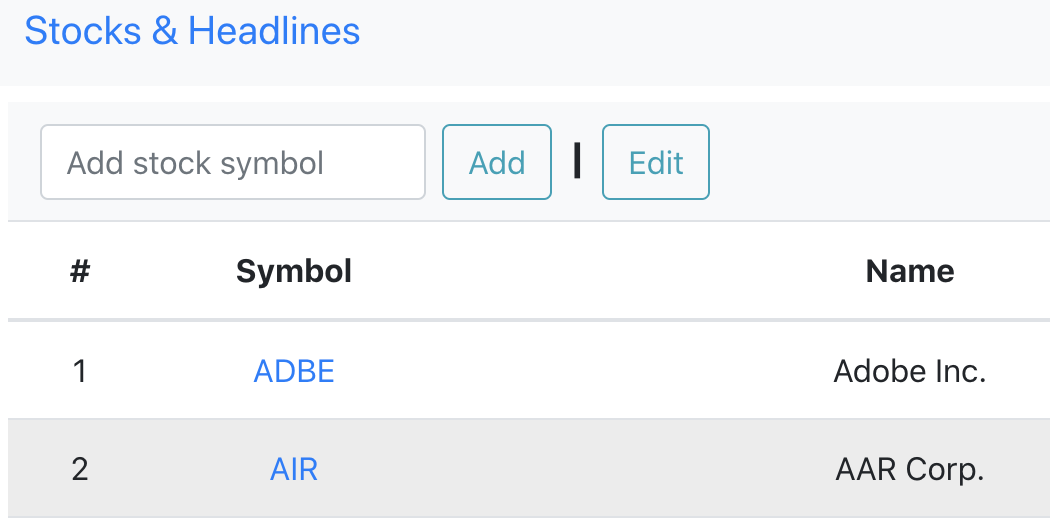 Stocks & Headlines
Add stock symbol Add | Edit
# Symbol Name
1 ADBE Adobe Inc.
2 AIR AAR Corp.